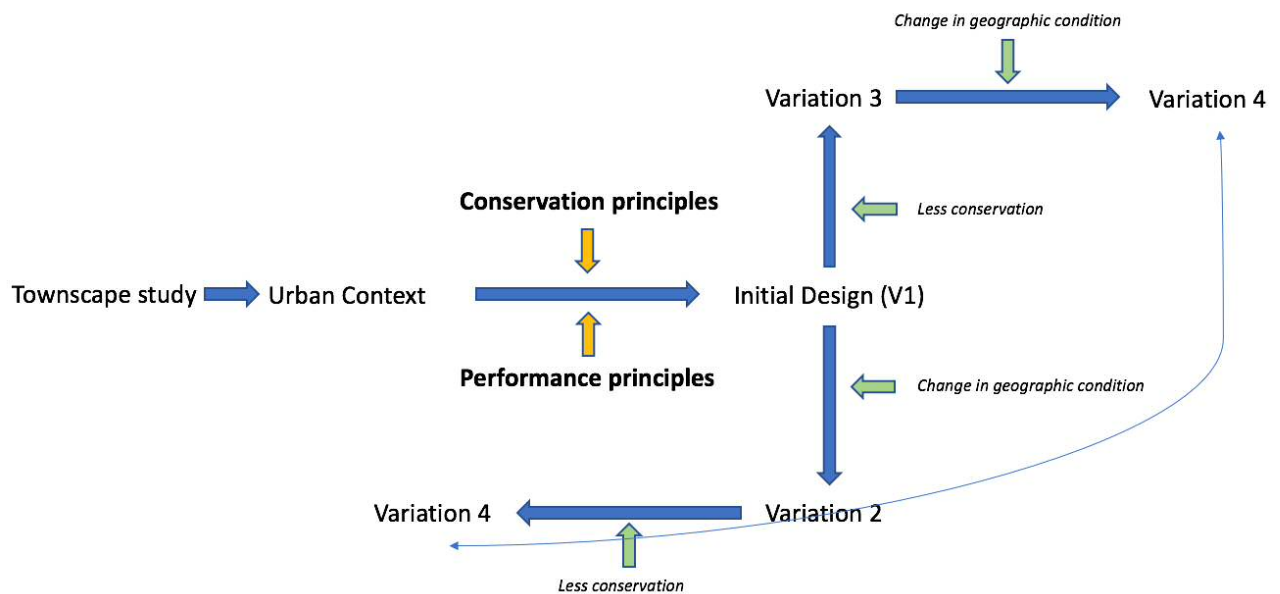 Change in geographic condition
Variation 3
Variation 4
Conservation principles
Less conservation
Townscape study
Urban Context
Initial Design (V1)
Performance principles
Change in geographic condition
Variation 4
Variation 2
Less conservation